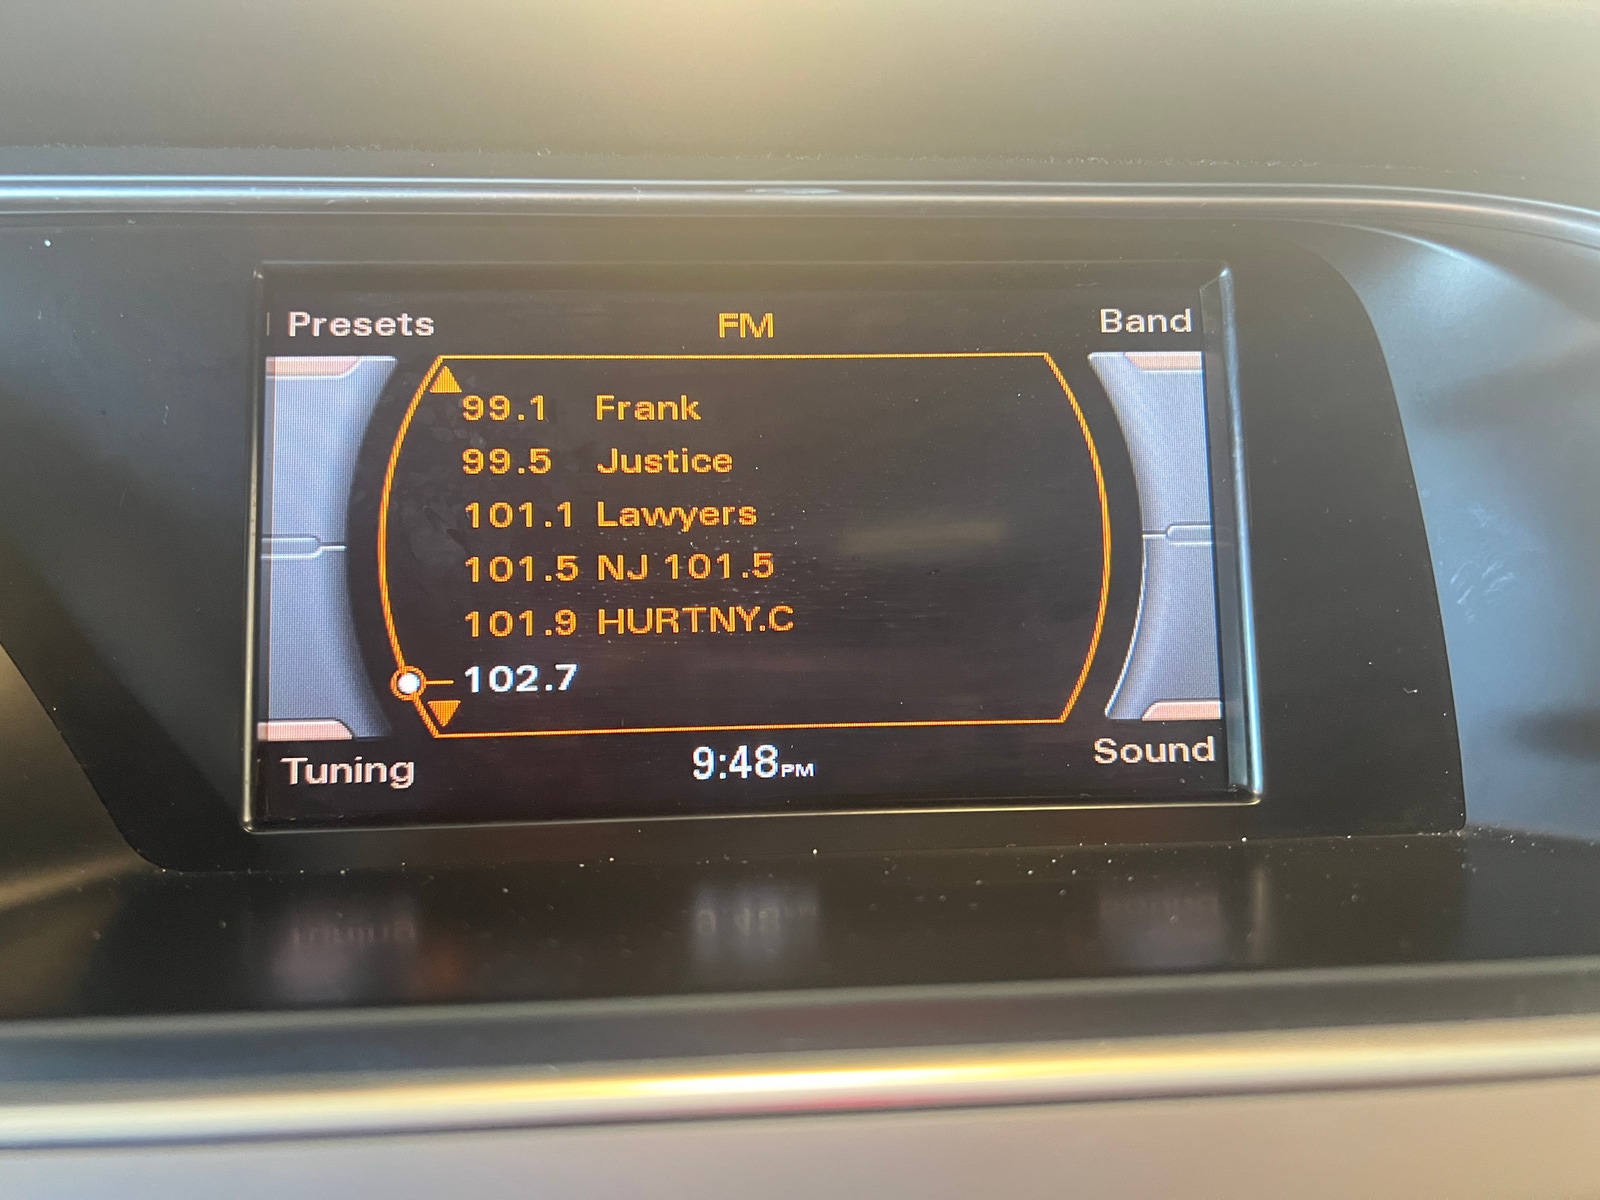 Presets FM Band
99.1 Frank
99.5 Justice
101.1 Lawyers
101.5 NJ 101.5
101.9 HURTNY.C
102.7
Tuning 9:48PM Sound